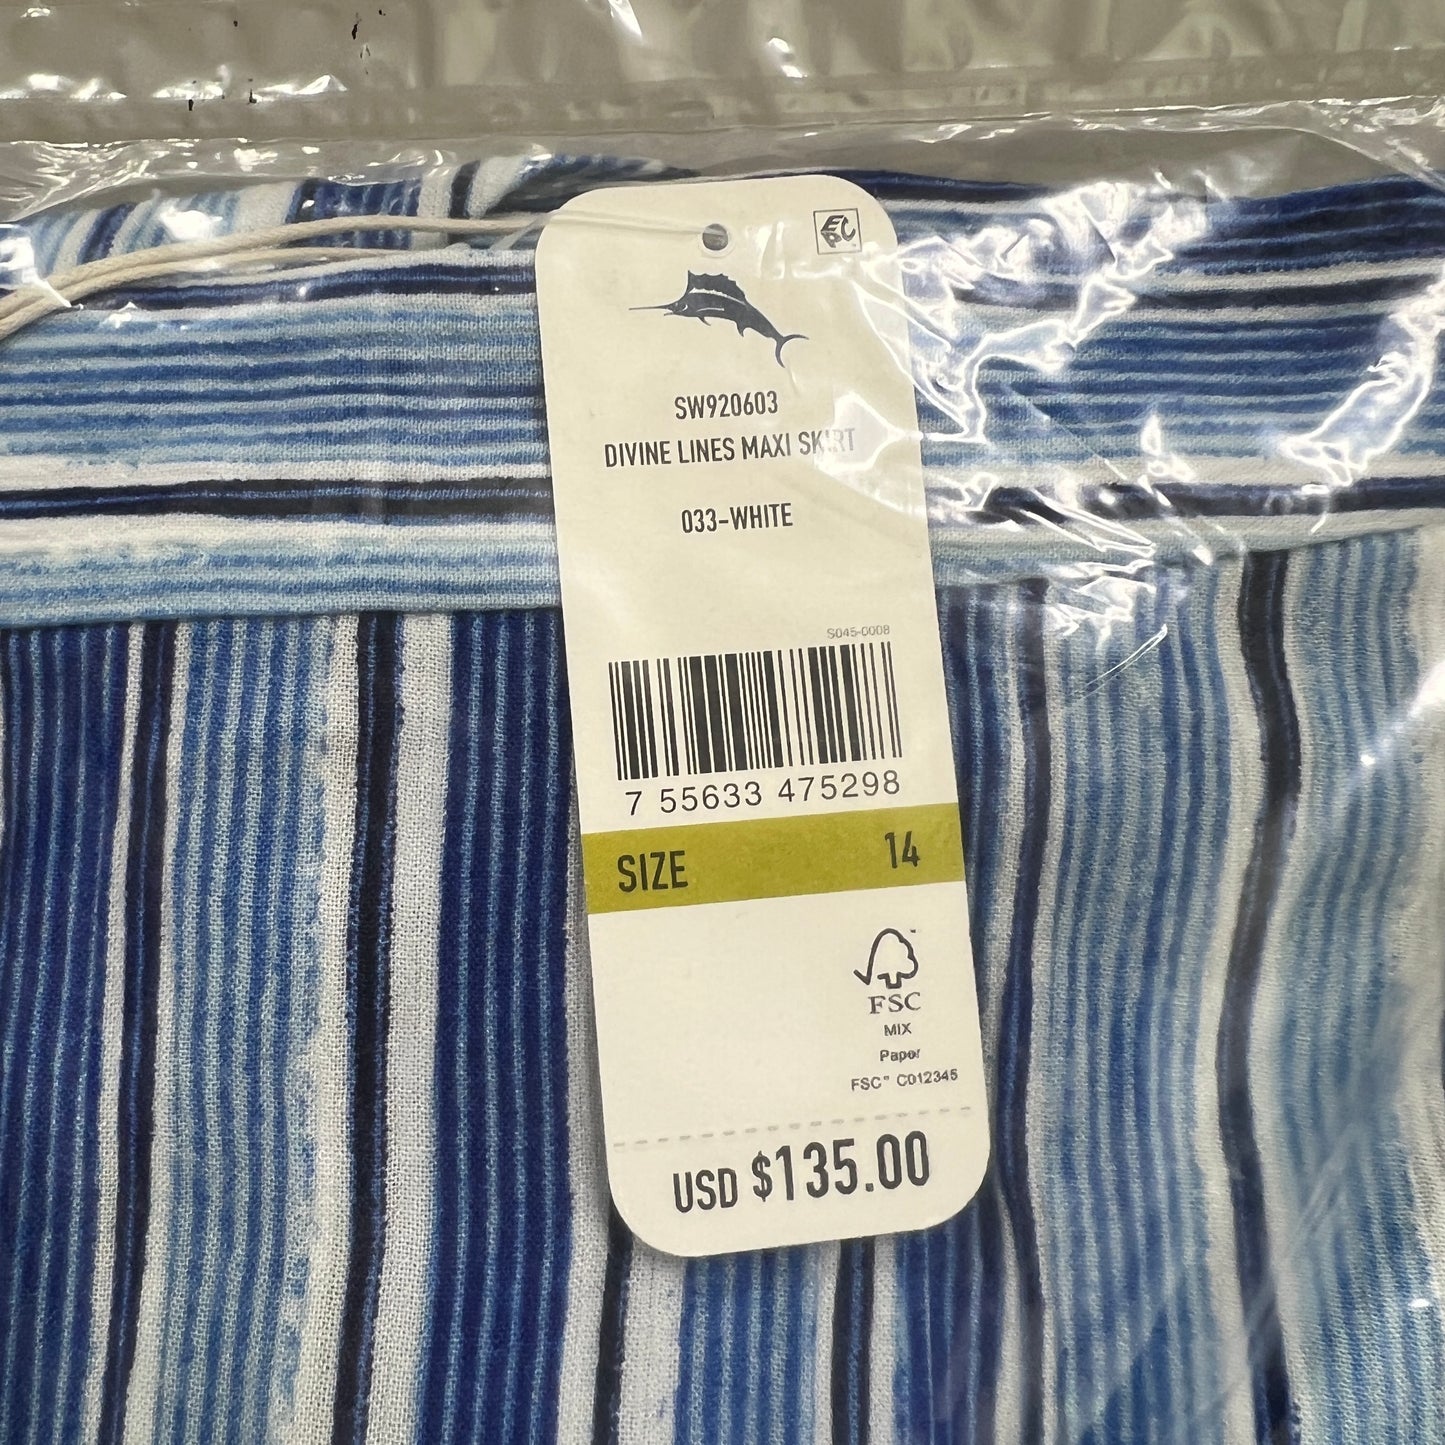 EPC
SW920603
DIVINE LINES MAXI SKIRT
033-WHITE
S045-0008
7 55633 475298
SIZE 14
FSC
MIX
Paper
FSC™ C012345
USD $135.00